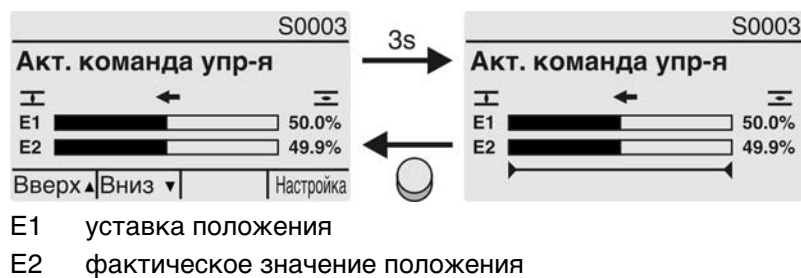 S0003
Акт. команда упр-я
E1 50.0%
E2 49.9%
Вверх▲ Вниз ▼ Настройка
3s
S0003
Акт. команда упр-я
E1 50.0%
E2 49.9%
E1 уставка положения
E2 фактическое значение положения